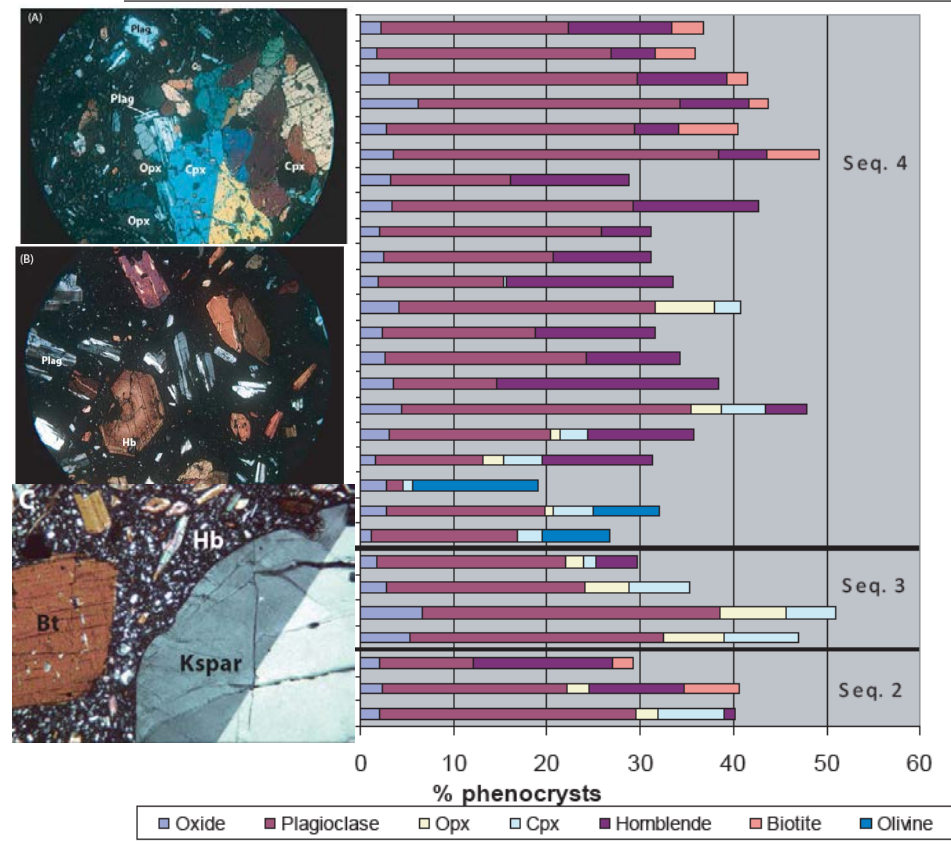 (A)
Plag
Plag
Opx
Cpx
Cpx
Opx
(B)
Plag
Hb
C
Hb
Bt
Kspar
Seq. 4
Seq. 3
Seq. 2
0 10 20 30 40 50 60
% phenocrysts
Oxide Plagioclase Opx Cpx Hornblende Biotite Olivine